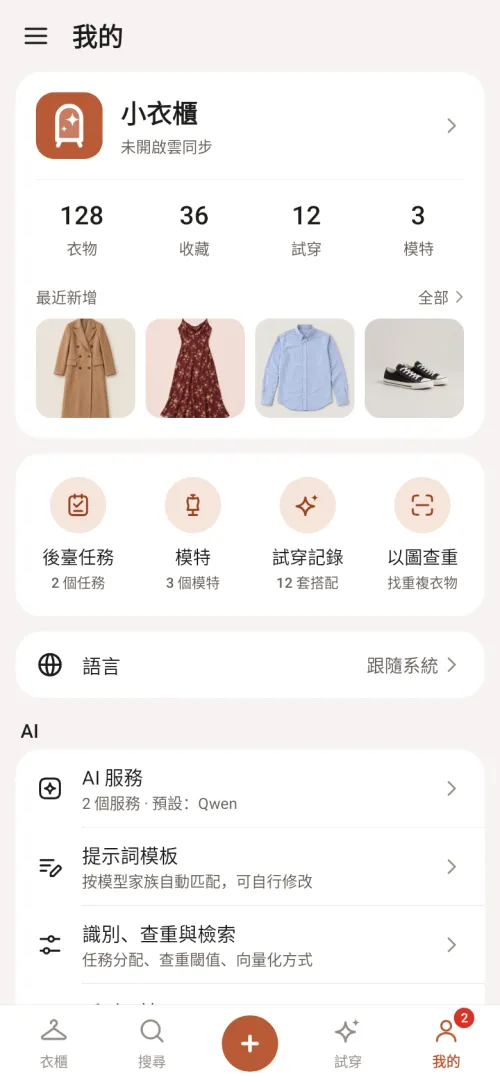 我的
小衣櫃
未開啟雲同步
128
36
12
3
衣物
收藏
試穿
模特
最近新增
全部
後臺任務
模特
試穿記錄
以圖查重
2 個任務
3 個模特
12 套搭配
找重複衣物
語言
跟隨系統
AI
AI 服務
2 個服務 · 預設：Qwen
提示詞模板
按模型家族自動匹配，可自行修改
識別、查重與檢索
任務分配、查重閾值、向量化方式
2
衣櫃
搜尋
試穿
我的